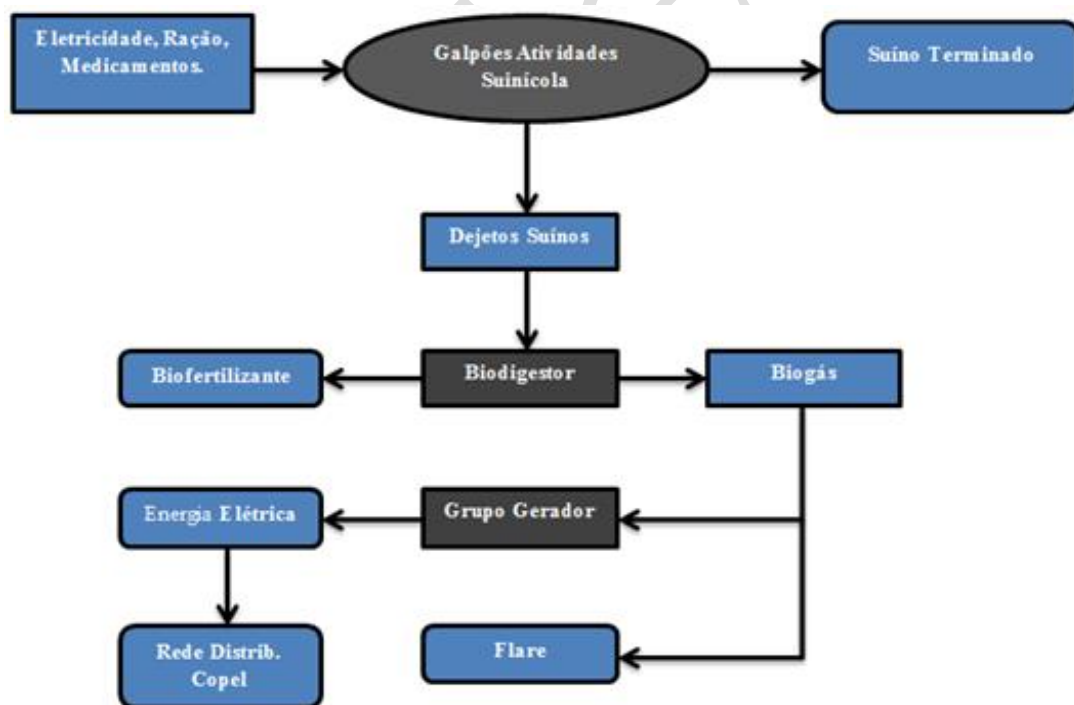 Eletricidade, Ração,
Medicamentos.
Galpões Atividades
Suinícola
Suíno Terminado
Dejetos Suínos
Biofertilizante
Biodigestor
Biogás
Energia Elétrica
Grupo Gerador
Rede Distrib.
Copel
Flare